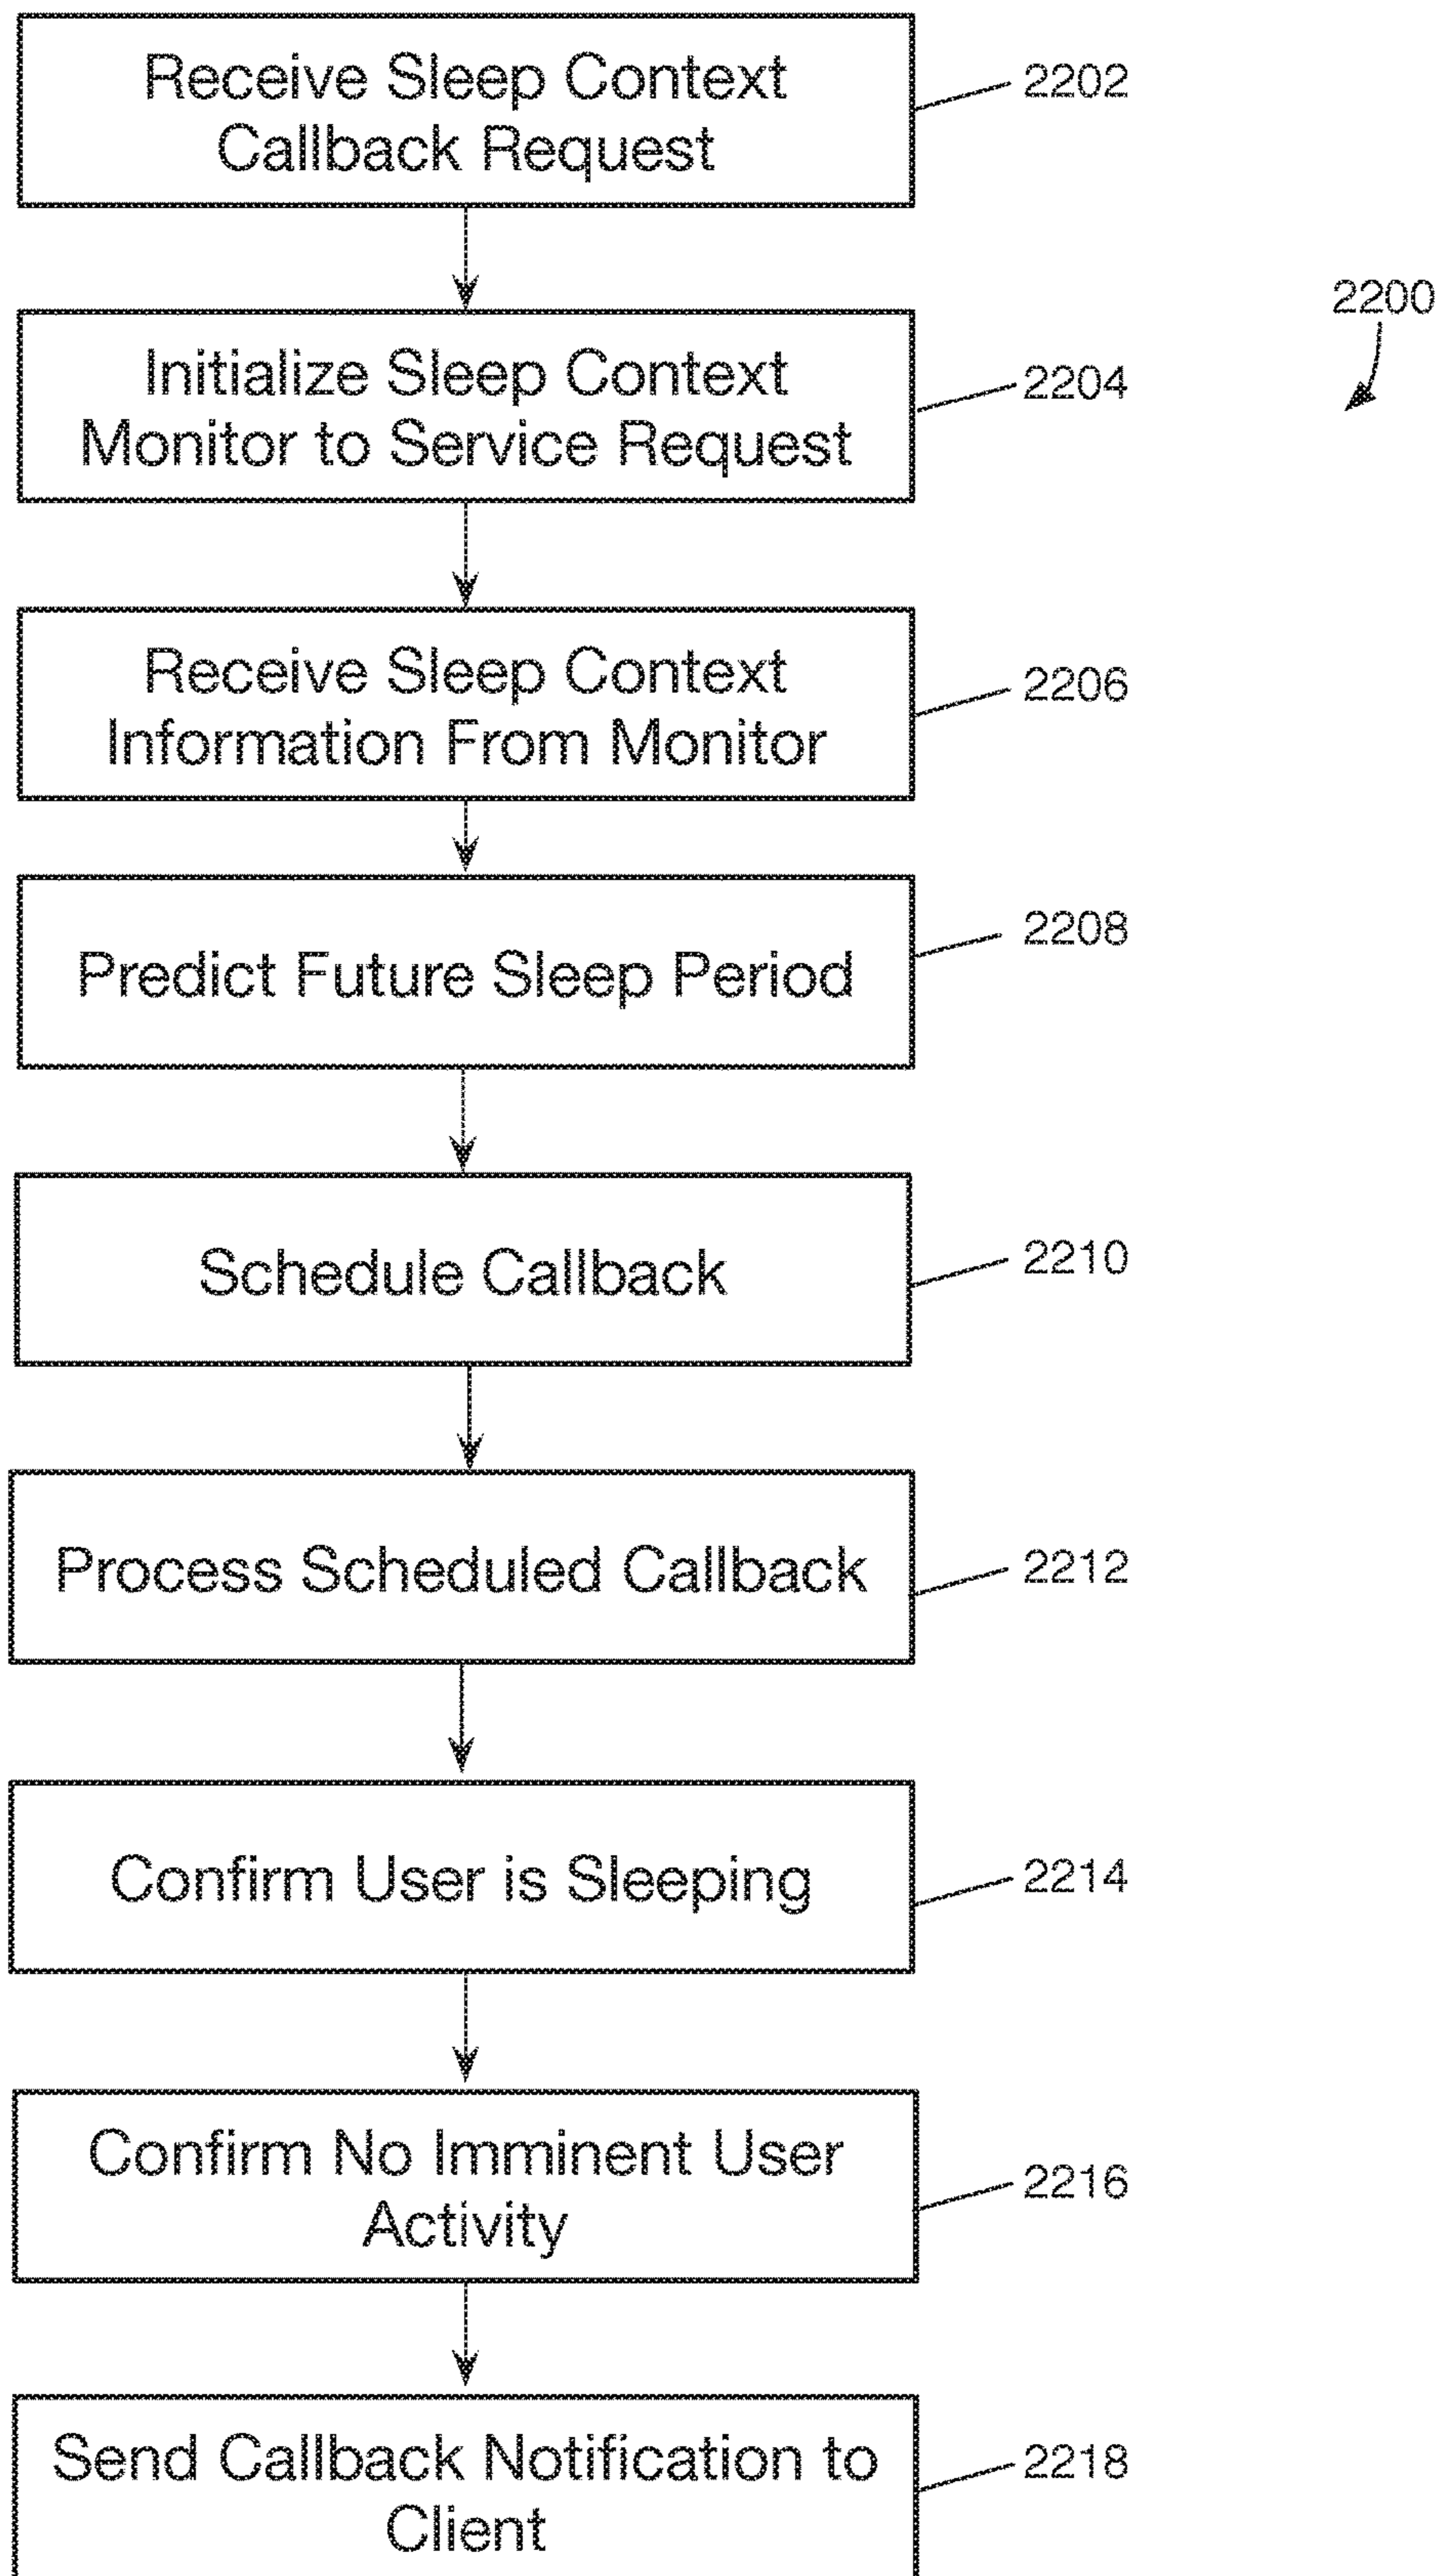 Receive Sleep Context
Callback Request
2202
2200
Initialize Sleep Context
Monitor to Service Request
2204
Receive Sleep Context
Information From Monitor
2206
Predict Future Sleep Period
2208
Schedule Callback
2210
Process Scheduled Callback
2212
Confirm User is Sleeping
2214
Confirm No Imminent User
Activity
2216
Send Callback Notification to
Client
2218